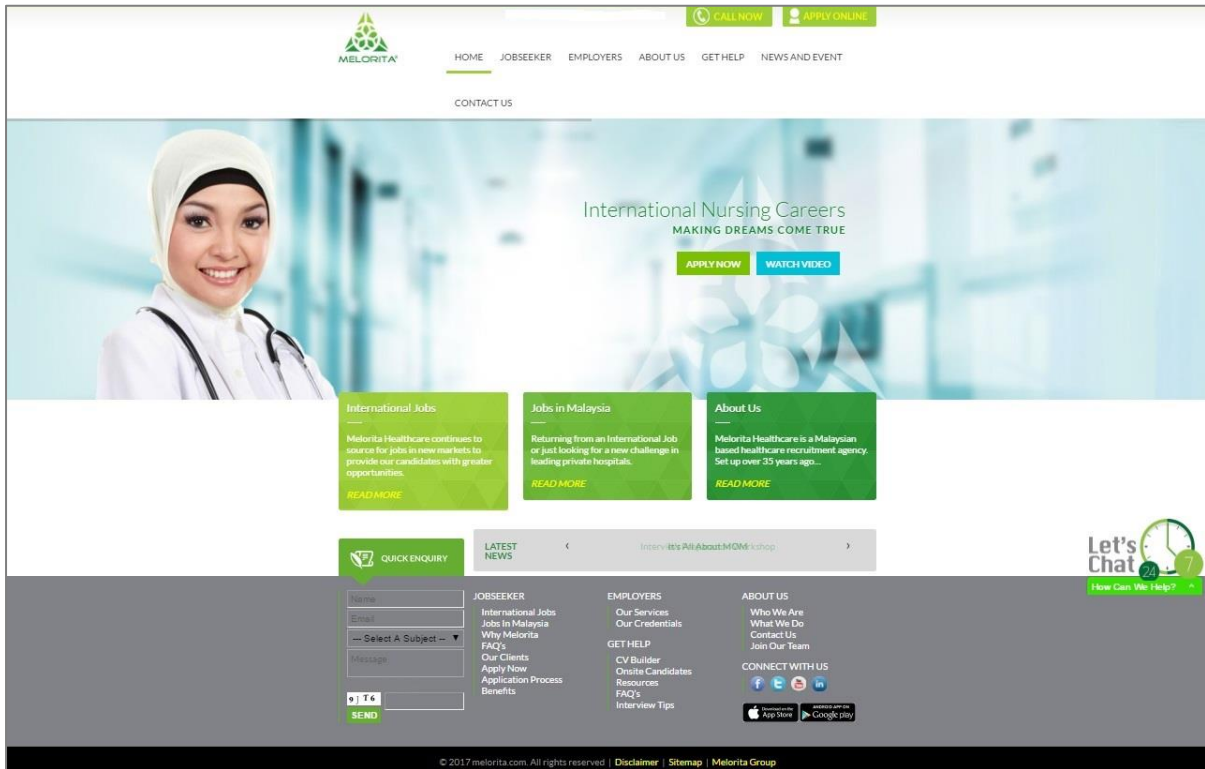 CALL NOW
APPLY ONLINE
MELORITA
HOME JOBSEEKER EMPLOYERS ABOUT US GET HELP NEWS AND EVENT
CONTACT US
International Nursing Careers
MAKING DREAMS COME TRUE
APPLY NOW
WATCH VIDEO
International Jobs
Melorita Healthcare continues to
source for jobs in new markets to
provide our candidates with greater
opportunities.
READ MORE
Jobs in Malaysia
Returning from an International Job
or just looking for a new challenge in
leading private hospitals.
READ MORE
About Us
Melorita Healthcare is a Malaysian
based healthcare recruitment agency.
Set up over 35 years ago...
READ MORE
QUICK ENQUIRY
LATEST
NEWS
It's All About MOM
Let's
Chat
24
7
How Can We Help?
Name
Email
--- Select A Subject --
Message
9 j T 6
SEND
JOBSEEKER
International Jobs
Jobs In Malaysia
Why Melorita
FAQ's
Our Clients
Apply Now
Application Process
Benefits
EMPLOYERS
Our Services
Our Credentials
GET HELP
CV Builder
Onsite Candidates
Resources
FAQ's
Interview Tips
ABOUT US
Who We Are
What We Do
Contact Us
Join Our Team
CONNECT WITH US
Download on the
App Store
ANDROID APP ON
Google play
© 2017 melorita.com. All rights reserved | Disclaimer | Sitemap | Melorita Group